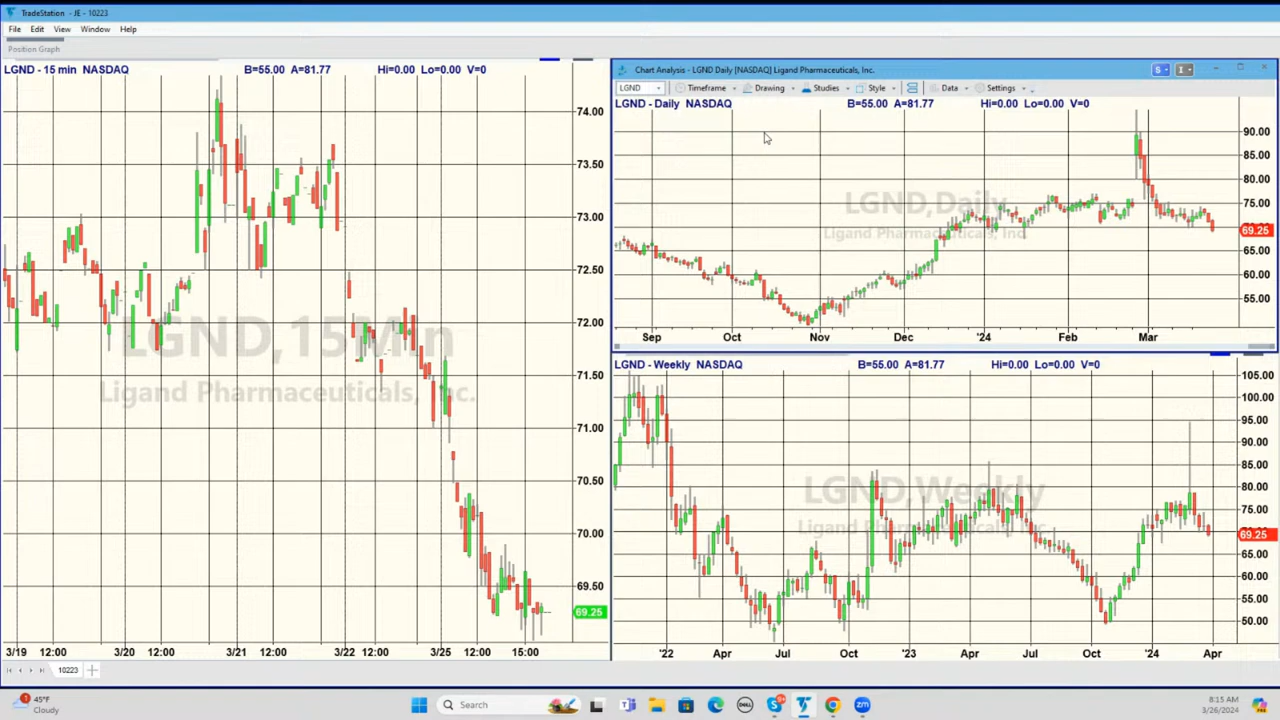 TradeStation - JE - 10223
File Edit View Window Help
Position Graph
LGND - 15 min NASDAQ B=55.00 A=81.77 Hi=0.00 Lo=0.00 V=0
74.00
73.50
73.00
72.50
72.00
71.50
71.00
70.50
70.00
69.50
69.25
LGND,15Min
Ligand Pharmaceuticals, Inc.
3/19 12:00 3/20 12:00 3/21 12:00 3/22 12:00 3/25 12:00 15:00
Chart Analysis - LGND Daily [NASDAQ] Ligand Pharmaceuticals, Inc.
S I
LGND Timeframe Drawing Studies Style Data Settings
LGND - Daily NASDAQ B=55.00 A=81.77 Hi=0.00 Lo=0.00 V=0
90.00
85.00
80.00
75.00
69.25
65.00
60.00
55.00
LGND,Daily
Ligand Pharmaceuticals, Inc.
Sep Oct Nov Dec '24 Feb Mar
LGND - Weekly NASDAQ B=55.00 A=81.77 Hi=0.00 Lo=0.00 V=0
105.00
100.00
95.00
90.00
85.00
80.00
75.00
69.25
65.00
60.00
55.00
50.00
LGND,Weekly
Ligand Pharmaceuticals, Inc.
'22 Apr Jul Oct '23 Apr Jul Oct '24 Apr
10223
1
45°F
Cloudy
Search
DELL
zm
8:15 AM
3/26/2024